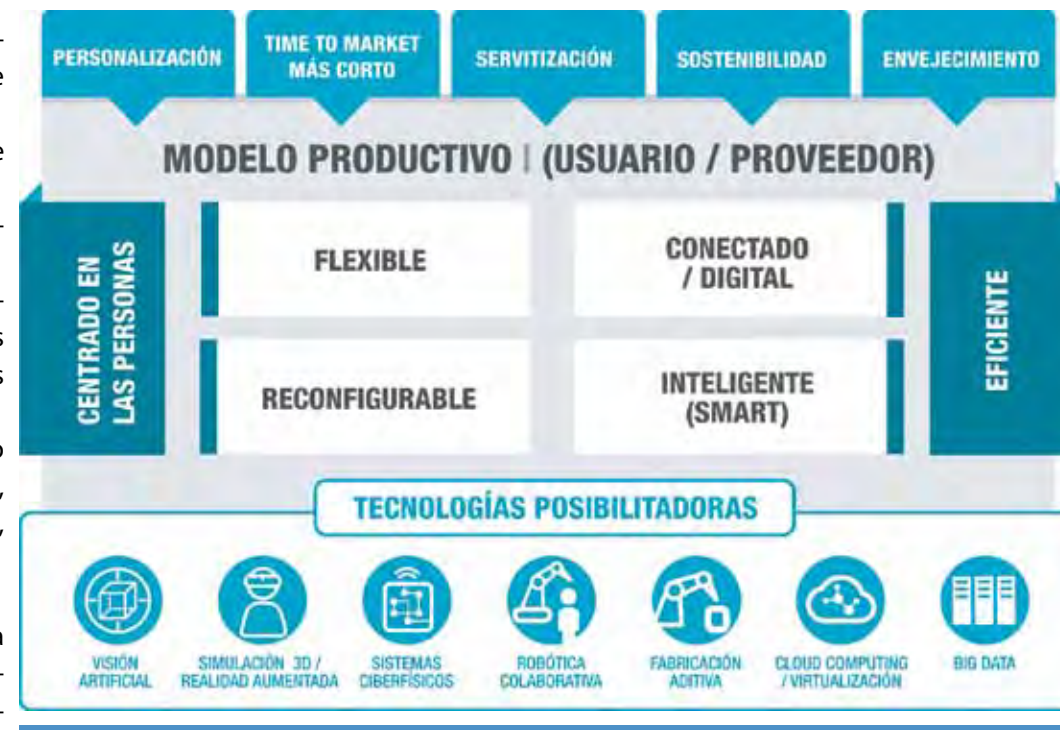 PERSONALIZACIÓN
TIME TO MARKET
MÁS CORTO
SERVITIZACIÓN
SOSTENIBILIDAD
ENVEJECIMIENTO
MODELO PRODUCTIVO | (USUARIO / PROVEEDOR)
CENTRADO EN
LAS PERSONAS
FLEXIBLE
CONECTADO
/ DIGITAL
RECONFIGURABLE
INTELIGENTE
(SMART)
EFICIENTE
TECNOLOGÍAS POSIBILITADORAS
VISIÓN
ARTIFICIAL
SIMULACIÓN 3D /
REALIDAD AUMENTADA
SISTEMAS
CIBERFÍSICOS
ROBÓTICA
COLABORATIVA
FABRICACIÓN
ADITIVA
CLOUD COMPUTING
/ VIRTUALIZACIÓN
BIG DATA